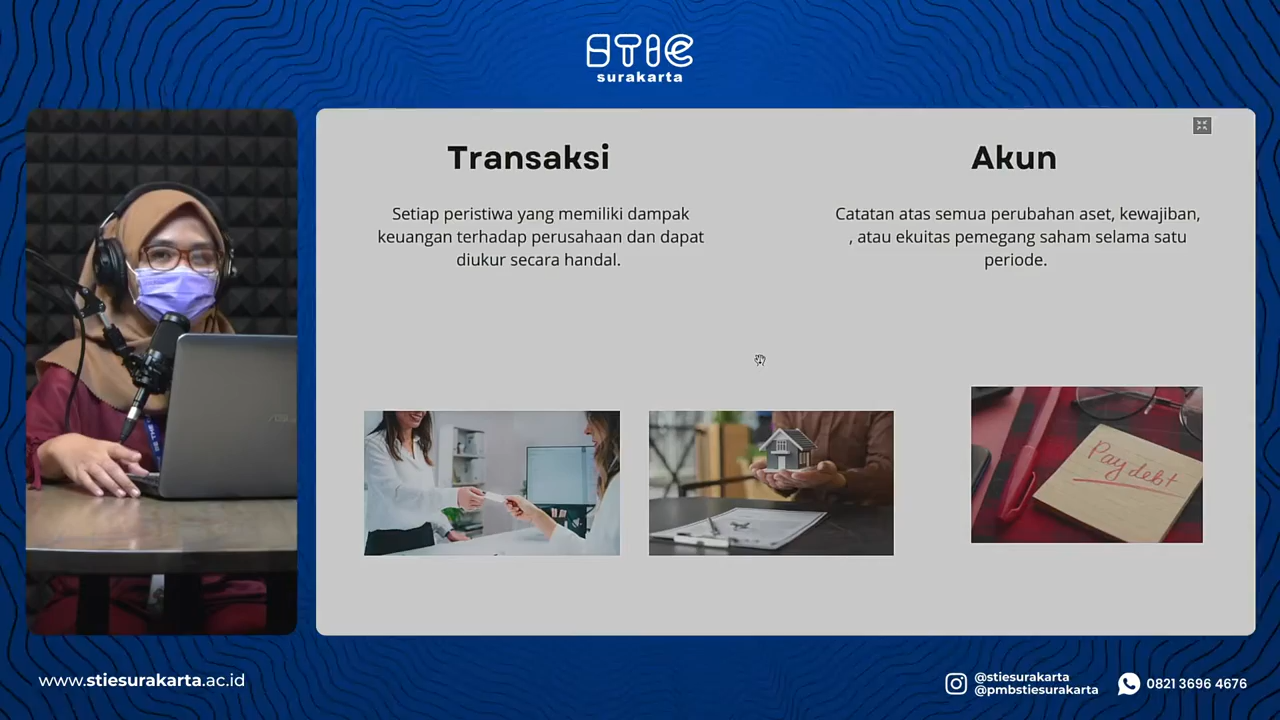 STIE
surakarta
Transaksi
Setiap peristiwa yang memiliki dampak
keuangan terhadap perusahaan dan dapat
diukur secara handal.
Akun
Catatan atas semua perubahan aset, kewajiban,
, atau ekuitas pemegang saham selama satu
periode.
Pay debt
www.stiesurakarta.ac.id
@stiesurakarta
@pmbstiesurakarta
0821 3696 4676